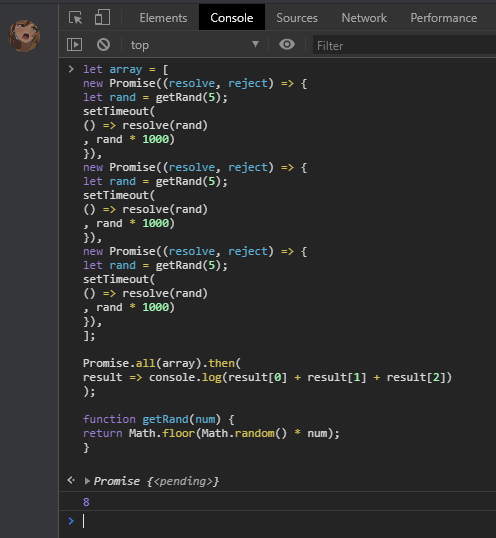 Elements Console Sources Network Performance
top Filter
let array = [
new Promise((resolve, reject) => {
let rand = getRand(5);
setTimeout(
() => resolve(rand)
, rand * 1000)
}),
new Promise((resolve, reject) => {
let rand = getRand(5);
setTimeout(
() => resolve(rand)
, rand * 1000)
}),
new Promise((resolve, reject) => {
let rand = getRand(5);
setTimeout(
() => resolve(rand)
, rand * 1000)
}),
];
Promise.all(array).then(
result => console.log(result[0] + result[1] + result[2])
);
function getRand(num) {
return Math.floor(Math.random() * num);
}
Promise {<pending>}
8